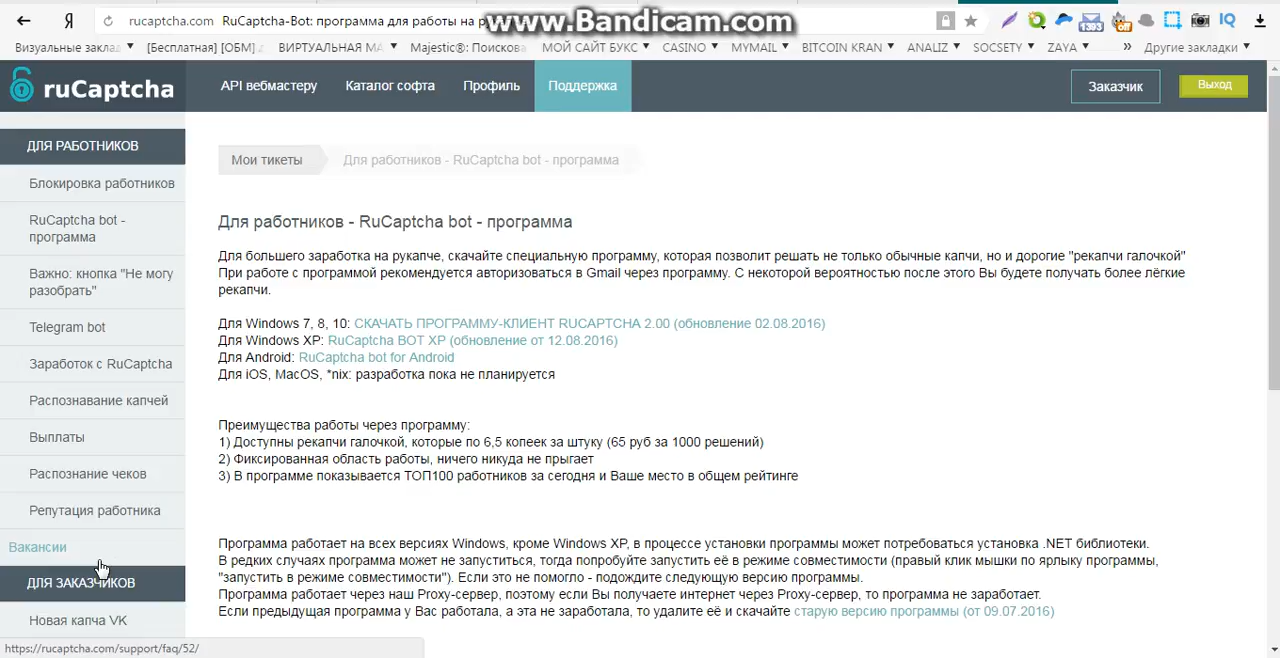 rucaptcha.com RuCaptcha-Bot: программа для работы на
www.Bandicam.com
1393
off
Визуальные заклад
[Бесплатная] [ОБМ]
ВИРТУАЛЬНАЯ МА
Majestic®: Поискова
МОЙ САЙТ БУКС
CASINO
MYMAIL
BITCOIN KRAN
ANALIZ
SOCSETY
ZAYA
»
Другие закладки
ruCaptcha
API вебмастеру
Каталог софта
Профиль
Поддержка
Заказчик
Выход
ДЛЯ РАБОТНИКОВ
Блокировка работников
RuCaptcha bot -
программа
Важно: кнопка "Не могу
разобрать"
Telegram bot
Заработок с RuCaptcha
Распознавание капчей
Выплаты
Распознание чеков
Репутация работника
Вакансии
ДЛЯ ЗАКАЗЧИКОВ
Новая капча VK
Мои тикеты
Для работников - RuCaptcha bot - программа
Для работников - RuCaptcha bot - программа
Для большего заработка на рукапче, скачайте специальную программу, которая позволит решать не только обычные капчи, но и дорогие "рекапчи галочкой"
При работе с программой рекомендуется авторизоваться в Gmail через программу. С некоторой вероятностью после этого Вы будете получать более лёгкие
рекапчи.
Для Windows 7, 8, 10: СКАЧАТЬ ПРОГРАММУ-КЛИЕНТ RUCAPTCHA 2.00 (обновление 02.08.2016)
Для Windows XP: RuCaptcha BOT XP (обновление от 12.08.2016)
Для Android: RuCaptcha bot for Android
Для iOS, MacOS, *nix: разработка пока не планируется
Преимущества работы через программу:
1) Доступны рекапчи галочкой, которые по 6,5 копеек за штуку (65 руб за 1000 решений)
2) Фиксированная область работы, ничего никуда не прыгает
3) В программе показывается ТОП100 работников за сегодня и Ваше место в общем рейтинге
Программа работает на всех версиях Windows, кроме Windows XP, в процессе установки программы может потребоваться установка .NET библиотеки.
В редких случаях программа может не запуститься, тогда попробуйте запустить её в режиме совместимости (правый клик мышки по ярлыку программы,
"запустить в режиме совместимости"). Если это не помогло - подождите следующую версию программы.
Программа работает через наш Proxy-сервер, поэтому если Вы получаете интернет через Proxy-сервер, то программа не заработает.
Если предыдущая программа у Вас работала, а эта не заработала, то удалите её и скачайте старую версию программы (от 09.07.2016)
https://rucaptcha.com/support/faq/52/